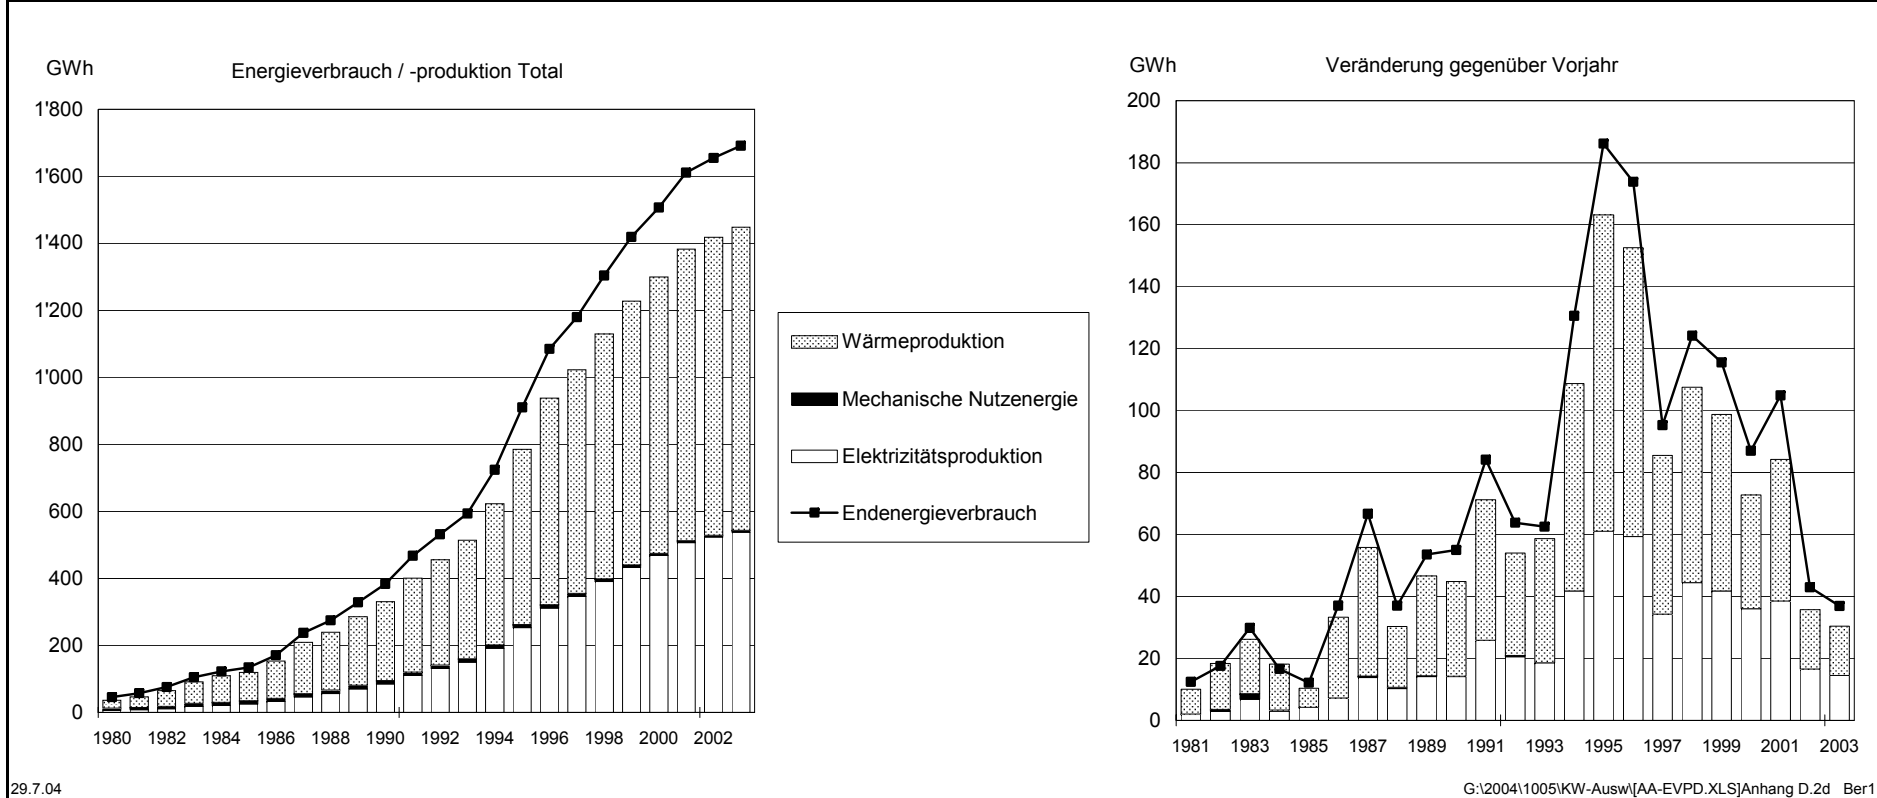 GWh
Energieverbrauch / -produktion Total
1'800
1'600
1'400
1'200
1'000
800
600
400
200
0
1980 1982 1984 1986 1988 1990 1992 1994 1996 1998 2000 2002
Wärmeproduktion
Mechanische Nutzenergie
Elektrizitätsproduktion
Endenergieverbrauch
GWh
Veränderung gegenüber Vorjahr
200
180
160
140
120
100
80
60
40
20
0
1981 1983 1985 1987 1989 1991 1993 1995 1997 1999 2001 2003
29.7.04
G:\2004\1005\KW-Ausw\[AA-EVPD.XLS]Anhang D.2d Ber1